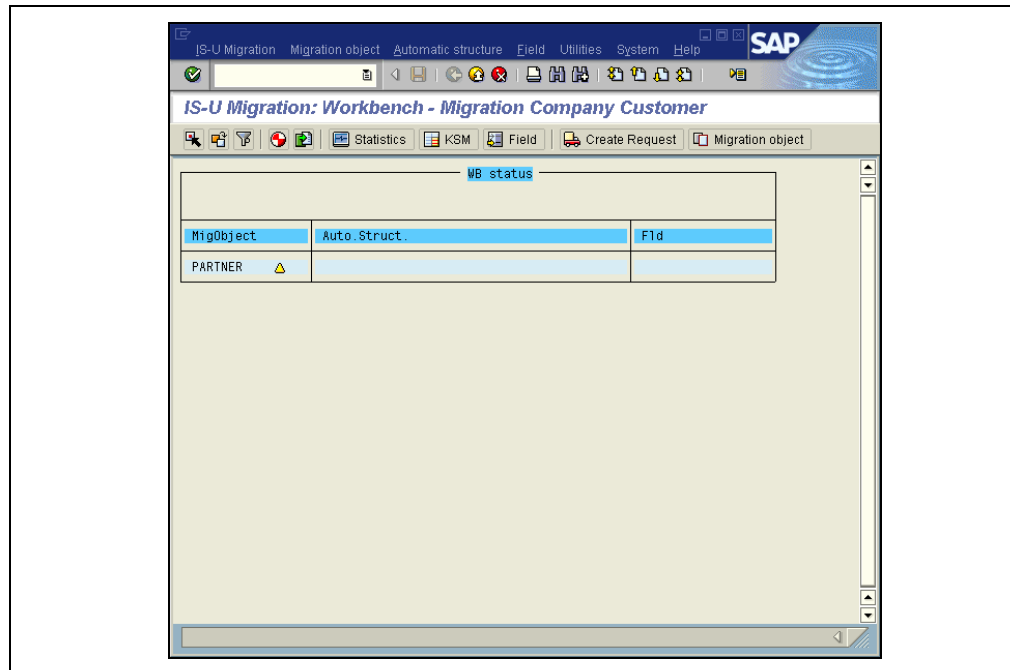 IS-U Migration Migration object Automatic structure Field Utilities System Help
SAP
IS-U Migration: Workbench - Migration Company Customer
Statistics KSM Field Create Request Migration object
WB status
MigObject Auto.Struct. Fld
PARTNER